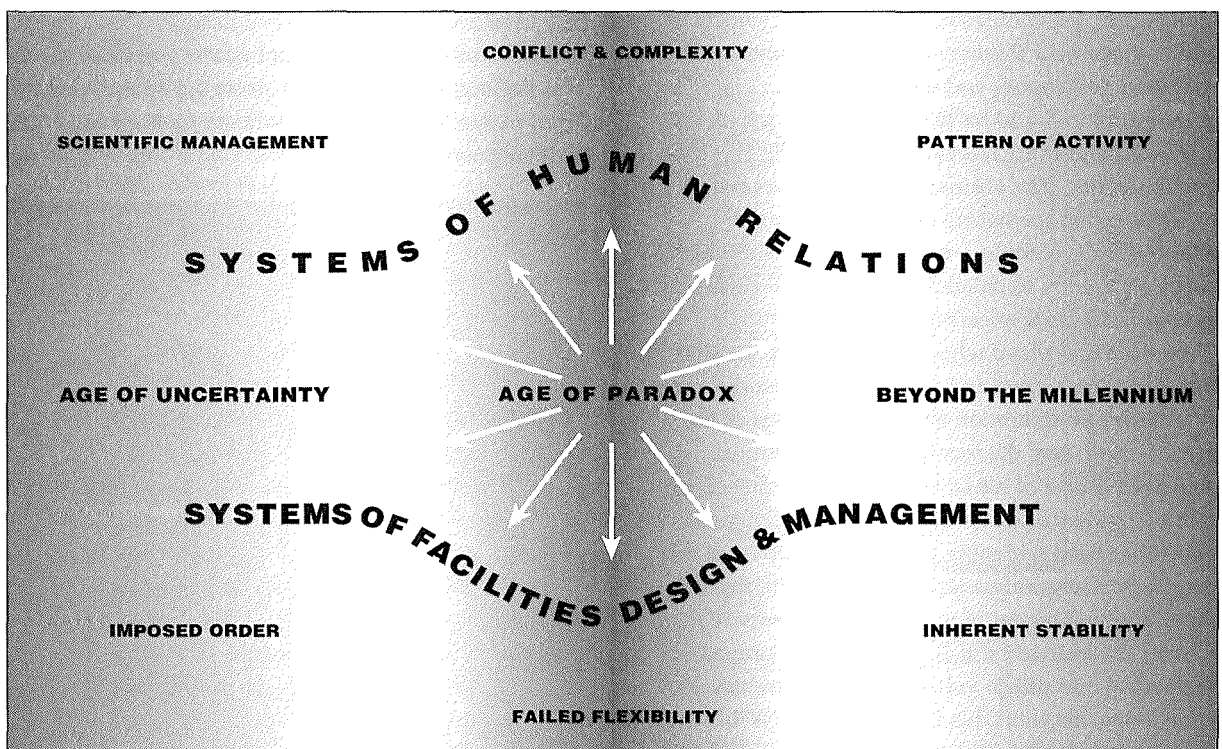 CONFLICT & COMPLEXITY
SCIENTIFIC MANAGEMENT
PATTERN OF ACTIVITY
SYSTEMS OF HUMAN RELATIONS
AGE OF UNCERTAINTY
AGE OF PARADOX
BEYOND THE MILLENNIUM
SYSTEMS OF FACILITIES DESIGN & MANAGEMENT
IMPOSED ORDER
INHERENT STABILITY
FAILED FLEXIBILITY